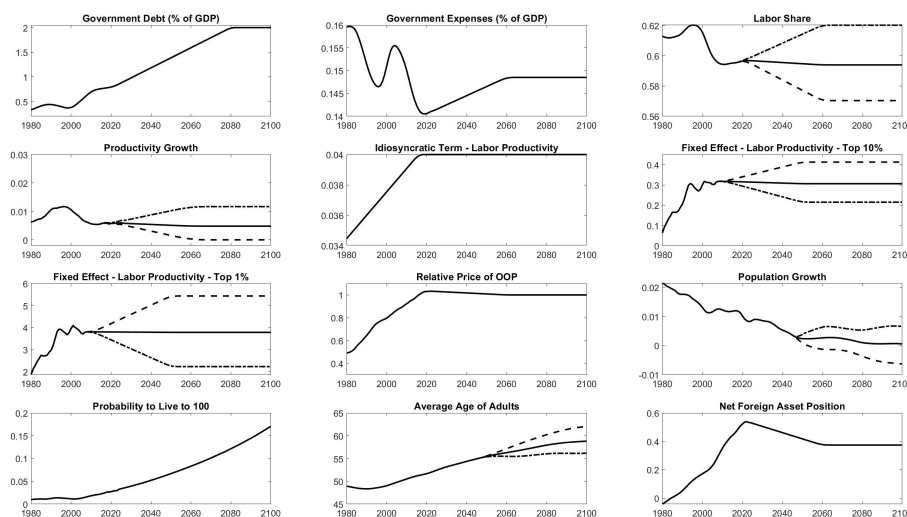 Government Debt (% of GDP)
2
1.5
1
0.5
1980 2000 2020 2040 2060 2080 2100
Government Expenses (% of GDP)
0.16
0.155
0.15
0.145
0.14
1980 2000 2020 2040 2060 2080 2100
Labor Share
0.62
0.6
0.58
0.56
1980 2000 2020 2040 2060 2080 2100
Productivity Growth
0.03
0.02
0.01
0
1980 2000 2020 2040 2060 2080 2100
Idiosyncratic Term - Labor Productivity
0.04
0.038
0.036
0.034
1980 2000 2020 2040 2060 2080 2100
Fixed Effect - Labor Productivity - Top 10%
0.4
0.3
0.2
0.1
0
1980 2000 2020 2040 2060 2080 2100
Fixed Effect - Labor Productivity - Top 1%
6
5
4
3
2
1980 2000 2020 2040 2060 2080 2100
Relative Price of OOP
1
0.8
0.6
0.4
1980 2000 2020 2040 2060 2080 2100
Population Growth
0.02
0.01
0
-0.01
1980 2000 2020 2040 2060 2080 2100
Probability to Live to 100
0.2
0.15
0.1
0.05
0
1980 2000 2020 2040 2060 2080 2100
Average Age of Adults
65
60
55
50
45
1980 2000 2020 2040 2060 2080 2100
Net Foreign Asset Position
0.6
0.4
0.2
0
1980 2000 2020 2040 2060 2080 2100